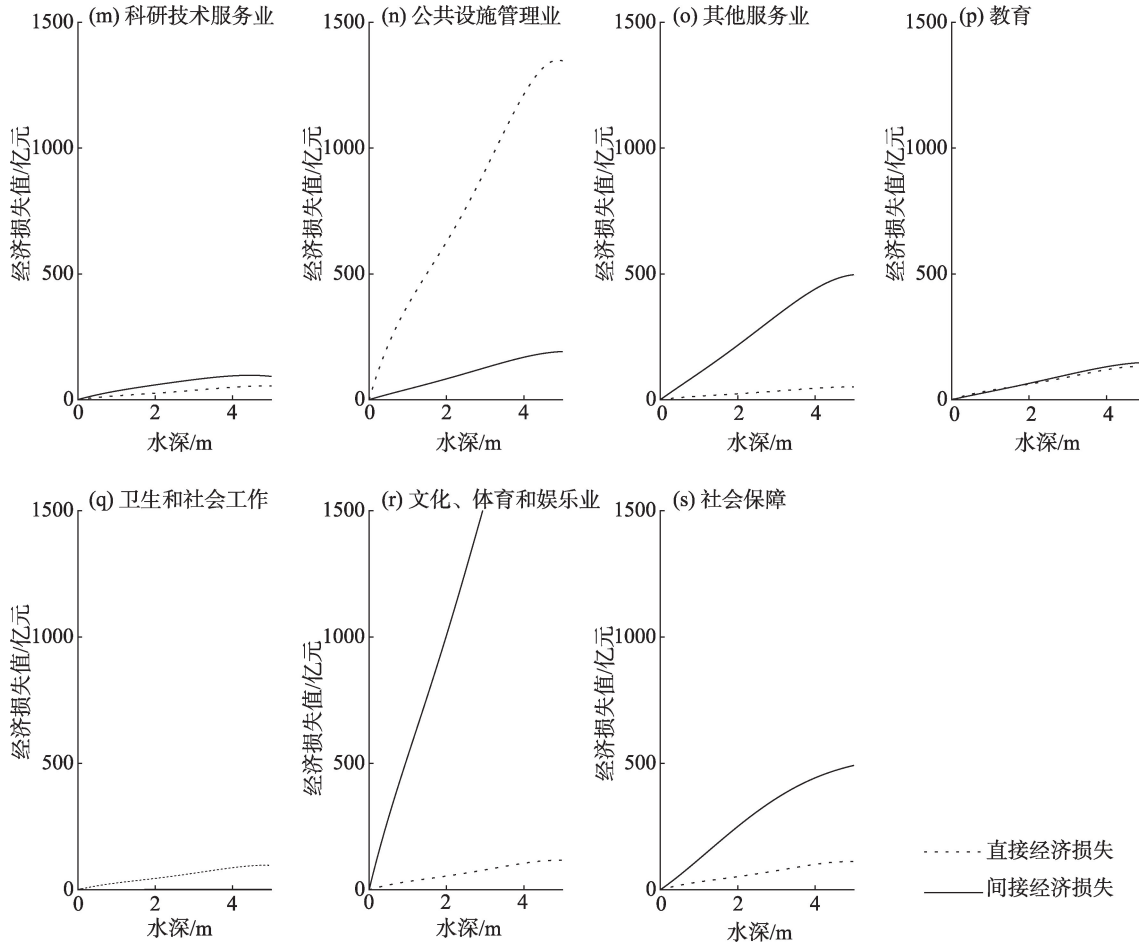 (m) 科研技术服务业
1500
1000
500
0
经济损失值/亿元
0 2 4
水深/m
(n) 公共设施管理业
1500
1000
500
0
经济损失值/亿元
0 2 4
水深/m
(o) 其他服务业
1500
1000
500
0
经济损失值/亿元
0 2 4
水深/m
(p) 教育
1500
1000
500
0
经济损失值/亿元
0 2 4
水深/m
(q) 卫生和社会工作
1500
1000
500
0
经济损失值/亿元
0 2 4
水深/m
(r) 文化、体育和娱乐业
1500
1000
500
0
经济损失值/亿元
0 2 4
水深/m
(s) 社会保障
1500
1000
500
0
经济损失值/亿元
0 2 4
水深/m
直接经济损失
间接经济损失